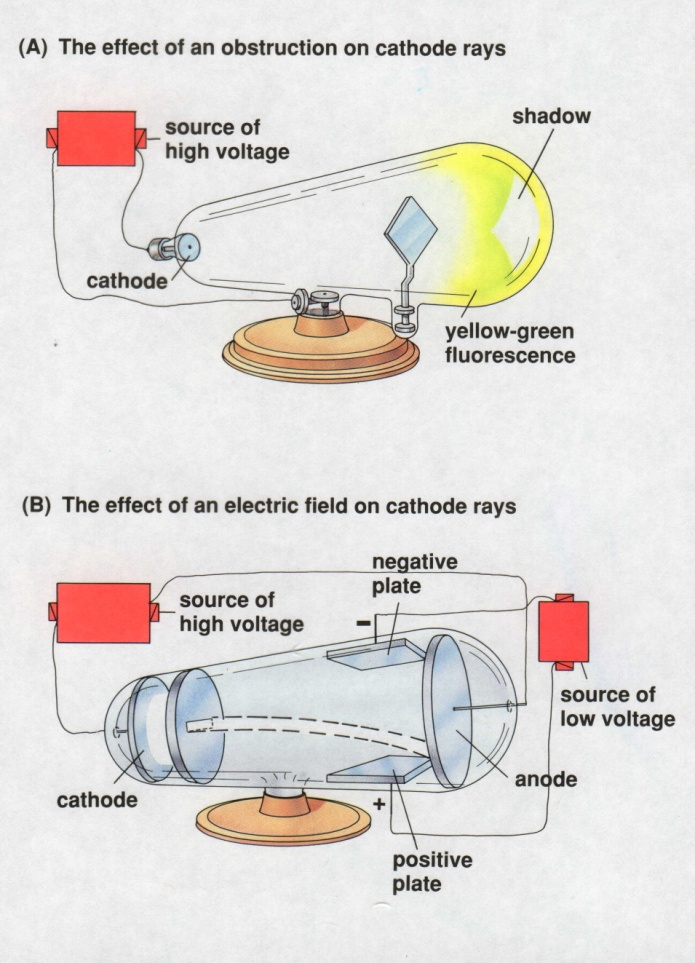 (A) The effect of an obstruction on cathode rays
shadow
source of
high voltage
cathode
yellow-green
fluorescence
(B) The effect of an electric field on cathode rays
negative
plate
source of
high voltage
−
source of
low voltage
anode
cathode
+
positive
plate